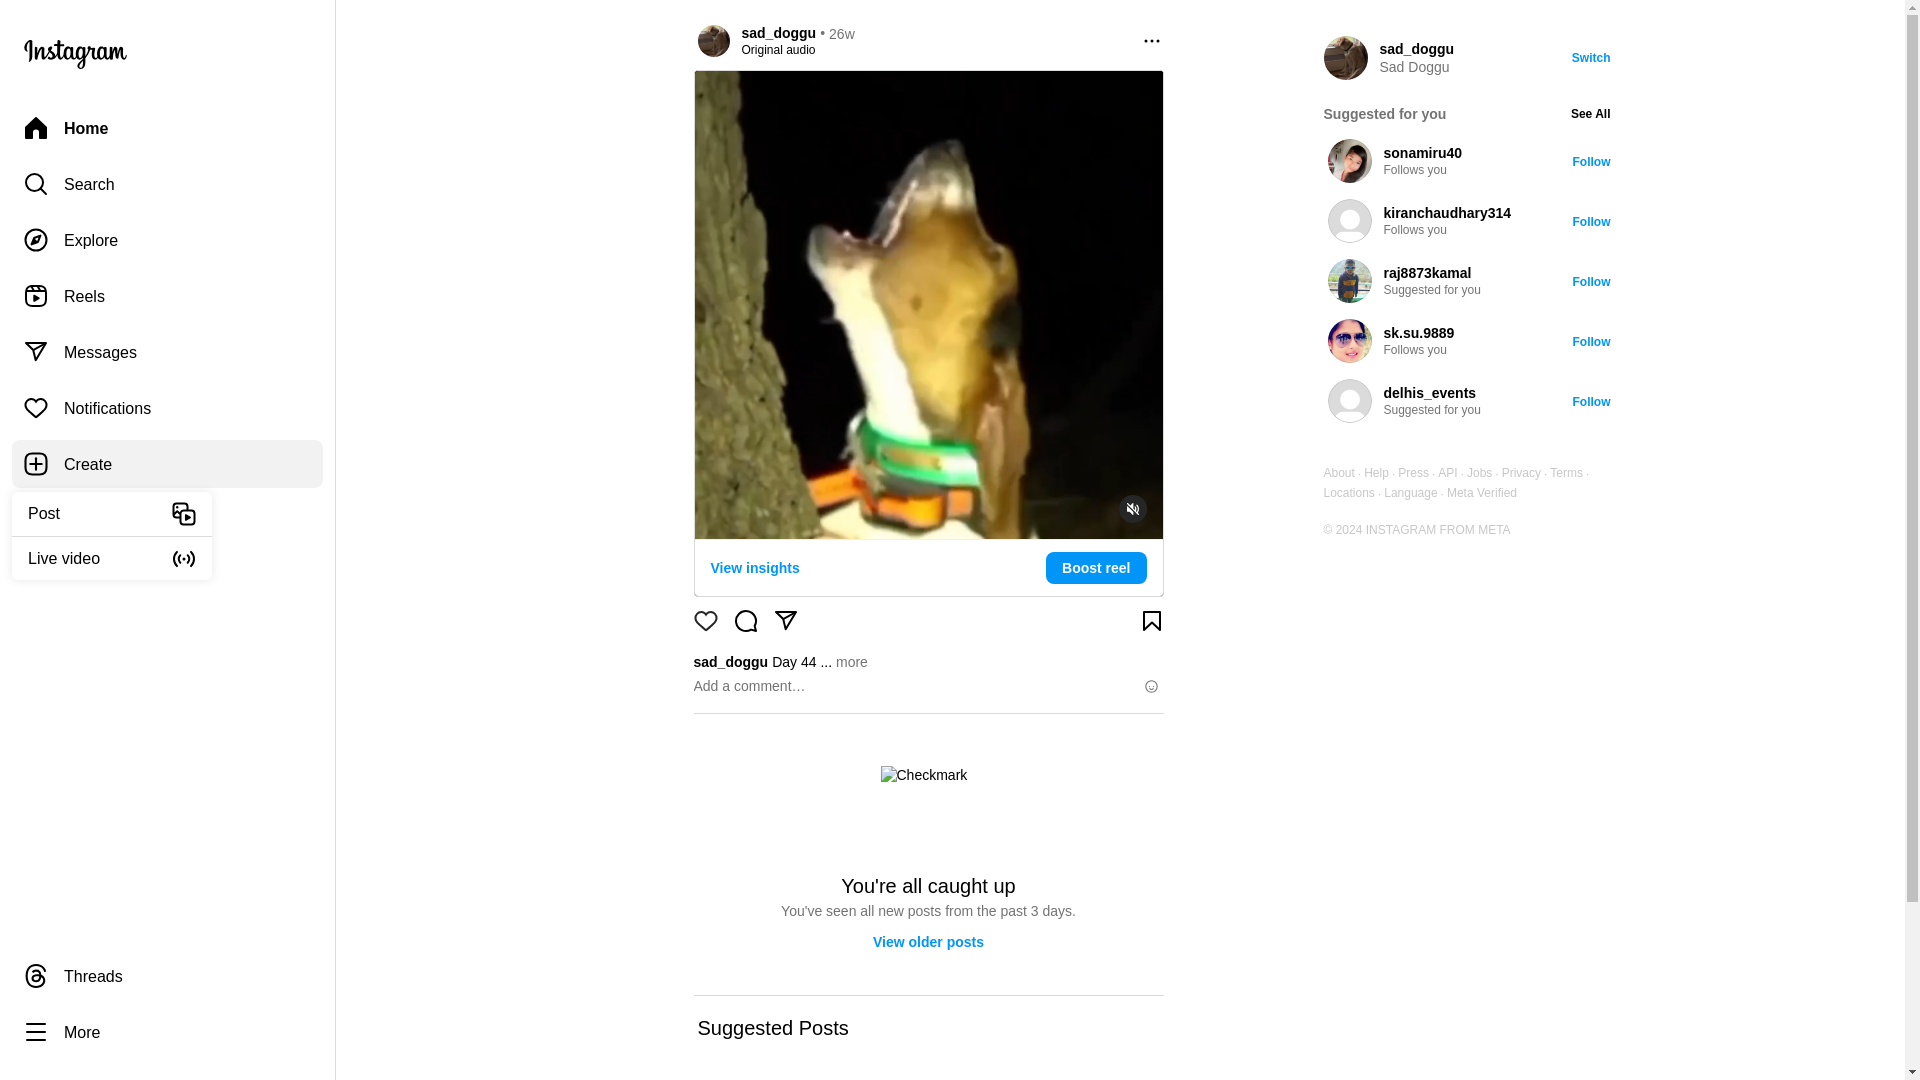 Instagram
Home
Search
Explore
Reels
Messages
Notifications
Create
Post
Live video
Threads
More
sad_doggu • 26w
Original audio
View insights
Boost reel
sad_doggu Day 44 ... more
Add a comment…
Checkmark
You're all caught up
You've seen all new posts from the past 3 days.
View older posts
Suggested Posts
sad_doggu
Sad Doggu
Switch
Suggested for you
See All
sonamiru40
Follows you
Follow
kiranchaudhary314
Follows you
Follow
raj8873kamal
Suggested for you
Follow
sk.su.9889
Follows you
Follow
delhis_events
Suggested for you
Follow
About · Help · Press · API · Jobs · Privacy · Terms ·
Locations · Language · Meta Verified
© 2024 INSTAGRAM FROM META